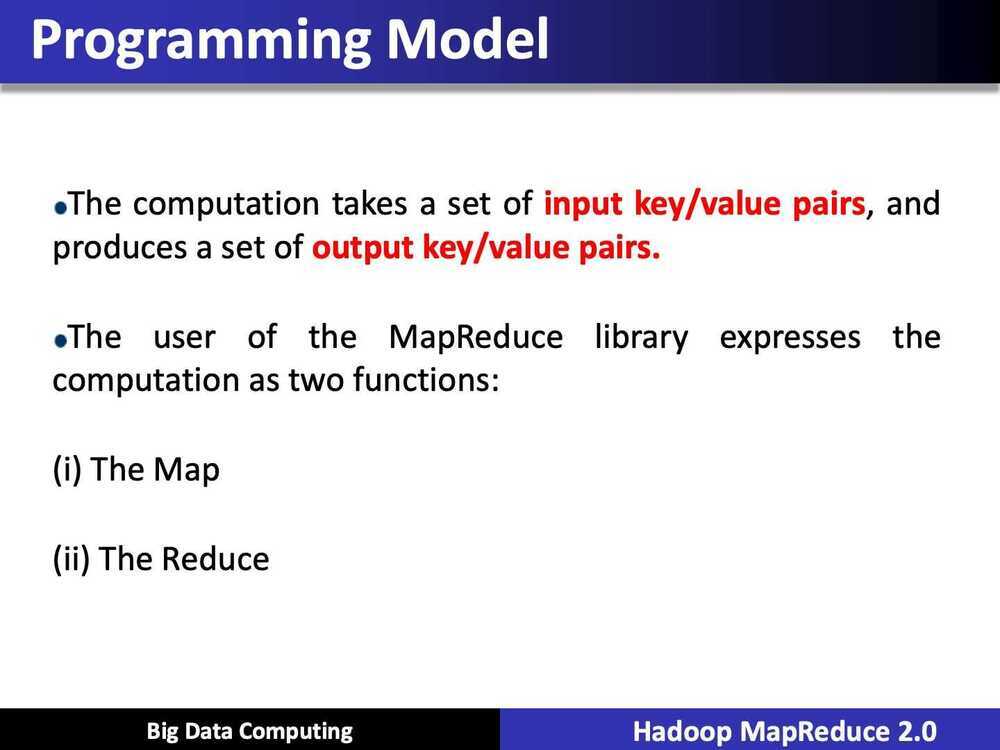 Programming Model
•The computation takes a set of input key/value pairs, and
produces a set of output key/value pairs.
•The user of the MapReduce library expresses the
computation as two functions:
(i) The Map
(ii) The Reduce
Big Data Computing
Hadoop MapReduce 2.0